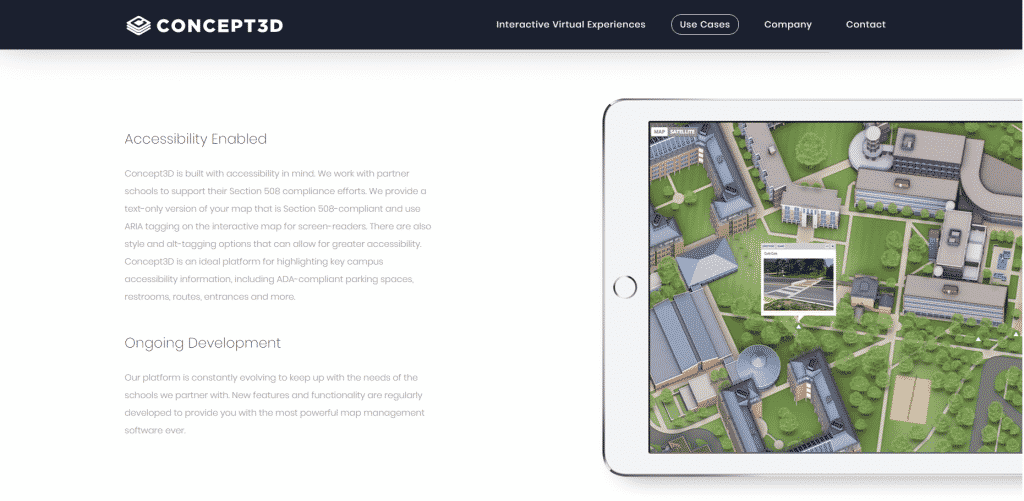 CONCEPT3D
Interactive Virtual Experiences
Use Cases
Company
Contact
Accessibility Enabled
Concept3D is built with accessibility in mind. We work with partner
schools to support their Section 508 compliance efforts. We provide a
text-only version of your map that is Section 508-compliant and use
ARIA tagging on the interactive map for screen-readers. There are also
style and alt-tagging options that can allow for greater accessibility.
Concept3D is an ideal platform for highlighting key campus
accessibility information, including ADA-compliant parking spaces,
restrooms, routes, entrances and more.
Ongoing Development
Our platform is constantly evolving to keep up with the needs of the
schools we partner with. New features and functionality are regularly
developed to provide you with the most powerful map management
software ever.
MAP SATELLITE